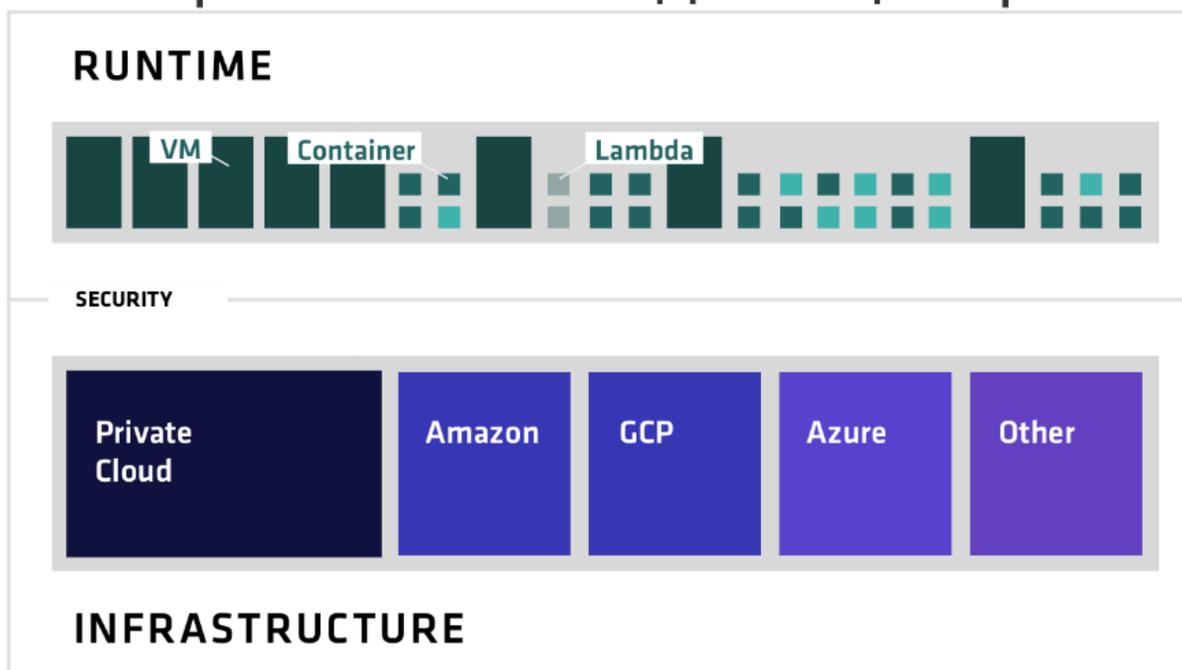 RUNTIME
VM
Container
Lambda
SECURITY
Private
Cloud
Amazon
GCP
Azure
Other
INFRASTRUCTURE